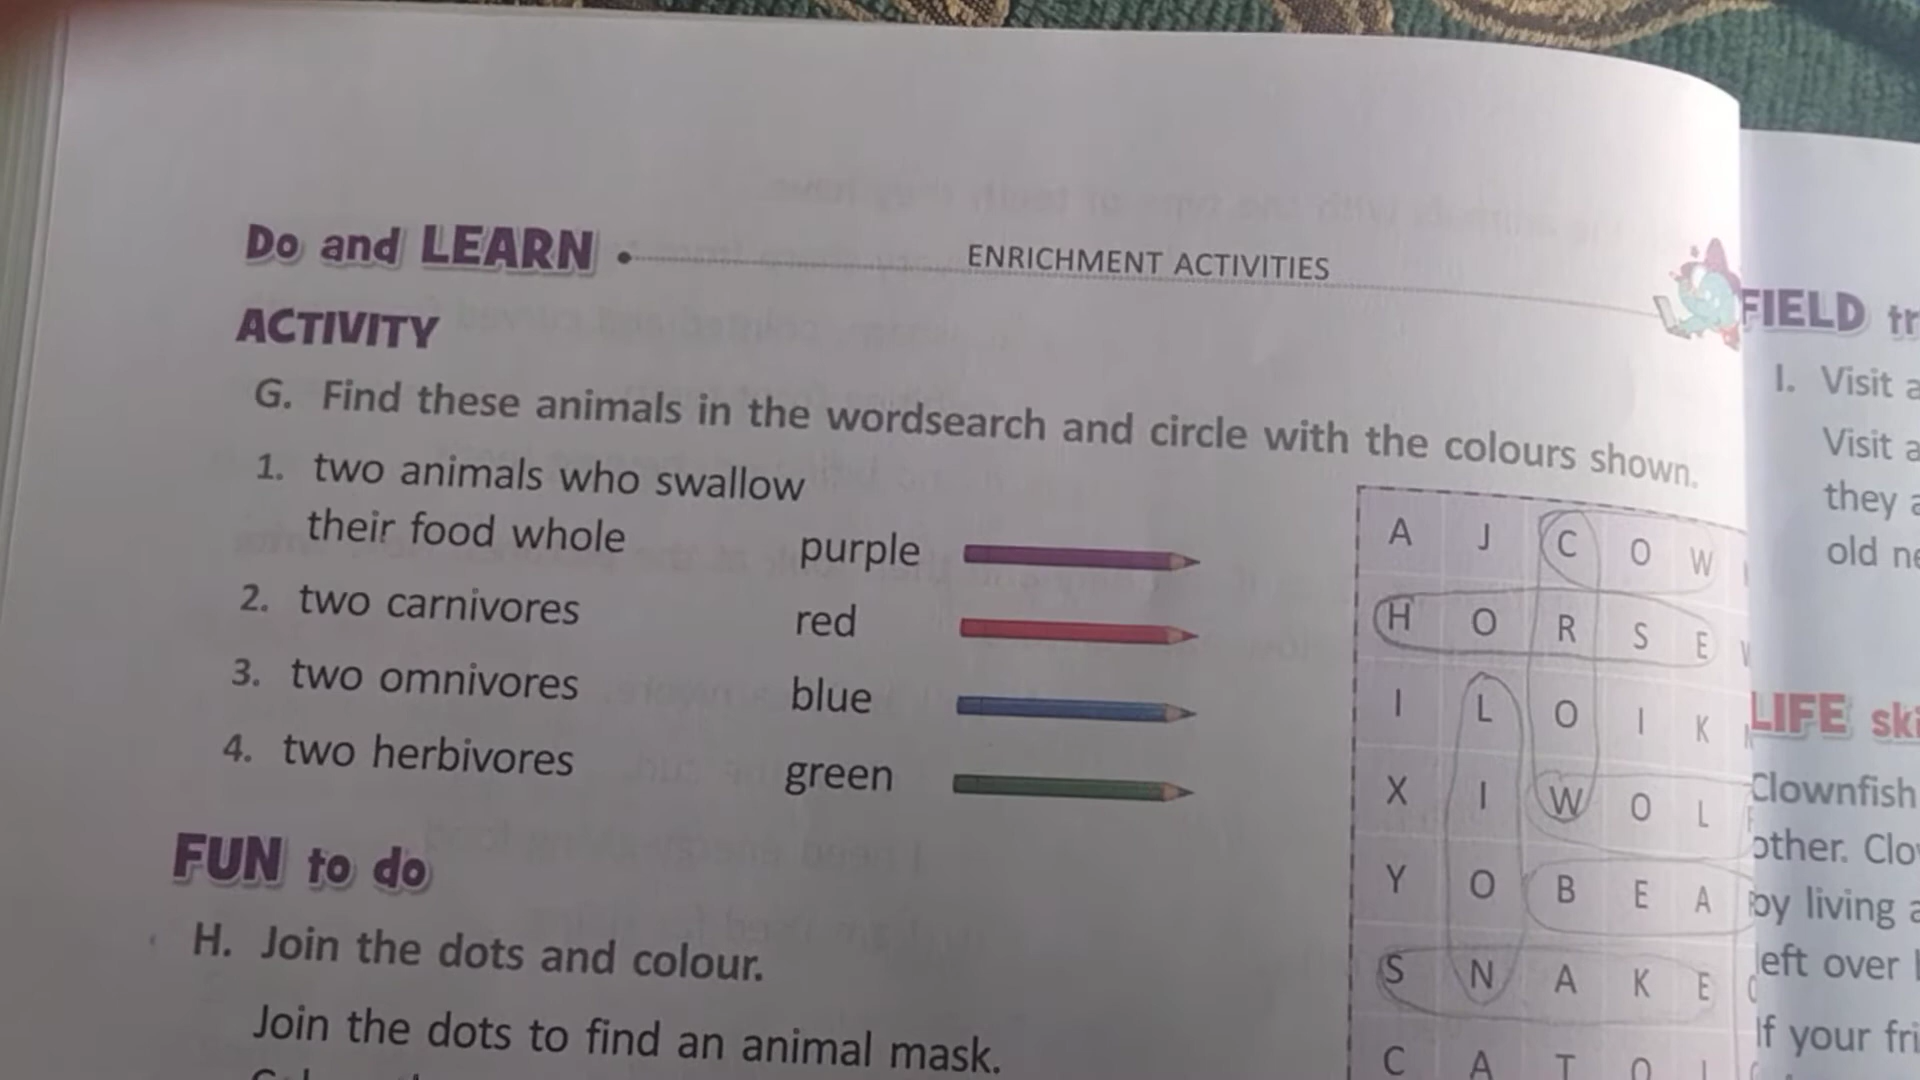 Do and LEARN
ENRICHMENT ACTIVITIES
ACTIVITY
G. Find these animals in the wordsearch and circle with the colours shown.
1. two animals who swallow
their food whole purple
2. two carnivores red
3. two omnivores blue
4. two herbivores green
A J C O W
H O R S E
I L O I K
X I W O L
Y O B E A
S N A K E
C A T O
FUN to do
H. Join the dots and colour.
Join the dots to find an animal mask.
FIELD
I. Visit
Visit
they
old
LIFE
Clownfish
other.
by living
left over
If your